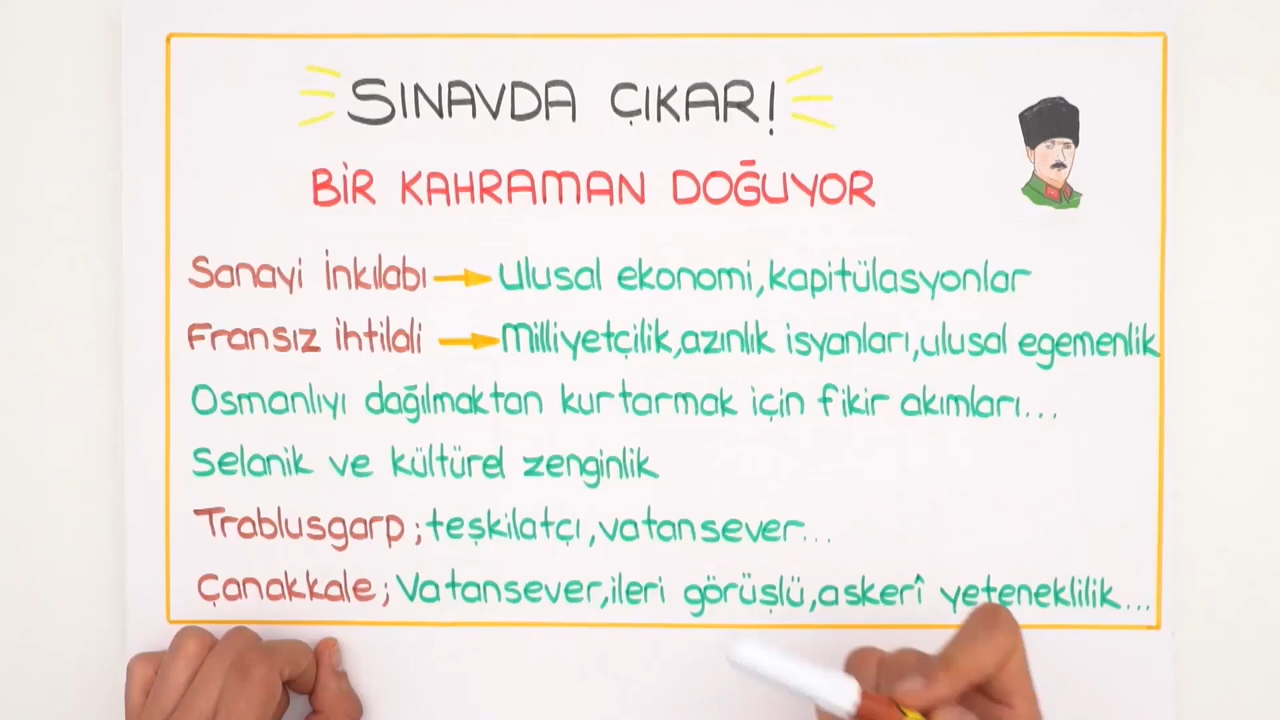 SINAVDA ÇIKAR!
BİR KAHRAMAN DOĞUYOR
Sanayi İnkılabı → Ulusal ekonomi, kapitülasyonlar
Fransız ihtilali → Milliyetçilik, azınlık isyanları, ulusal egemenlik
Osmanlıyı dağılmaktan kurtarmak için fikir akımları...
Selanik ve kültürel zenginlik
Trablusgarp; teşkilatçı, vatansever...
Çanakkale; Vatansever, ileri görüşlü, askerî yeteneklilik...